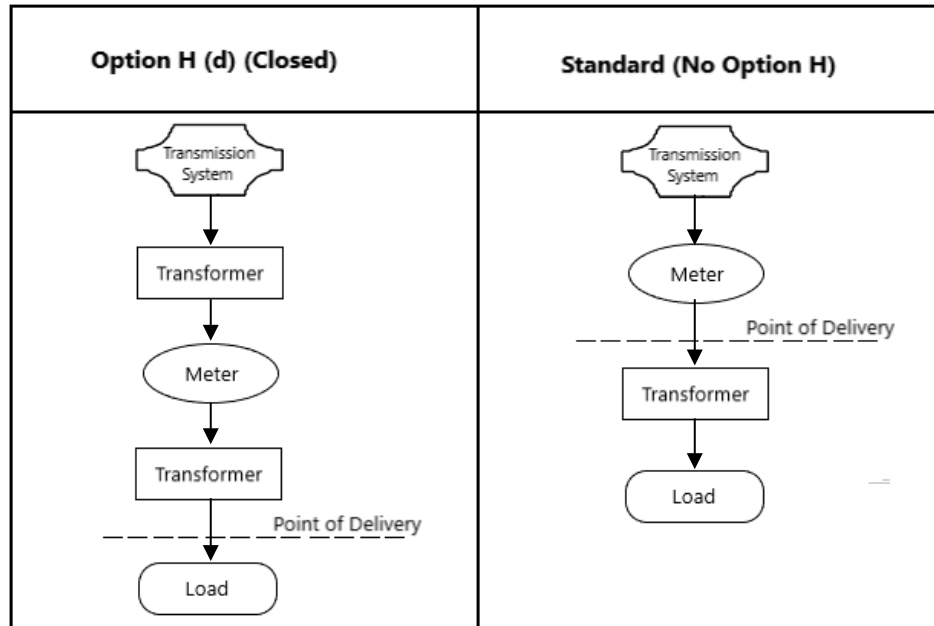 Option H (d) (Closed)
Transmission
System
Transformer
Meter
Transformer
Point of Delivery
Load
Standard (No Option H)
Transmission
System
Meter
Point of Delivery
Transformer
Load